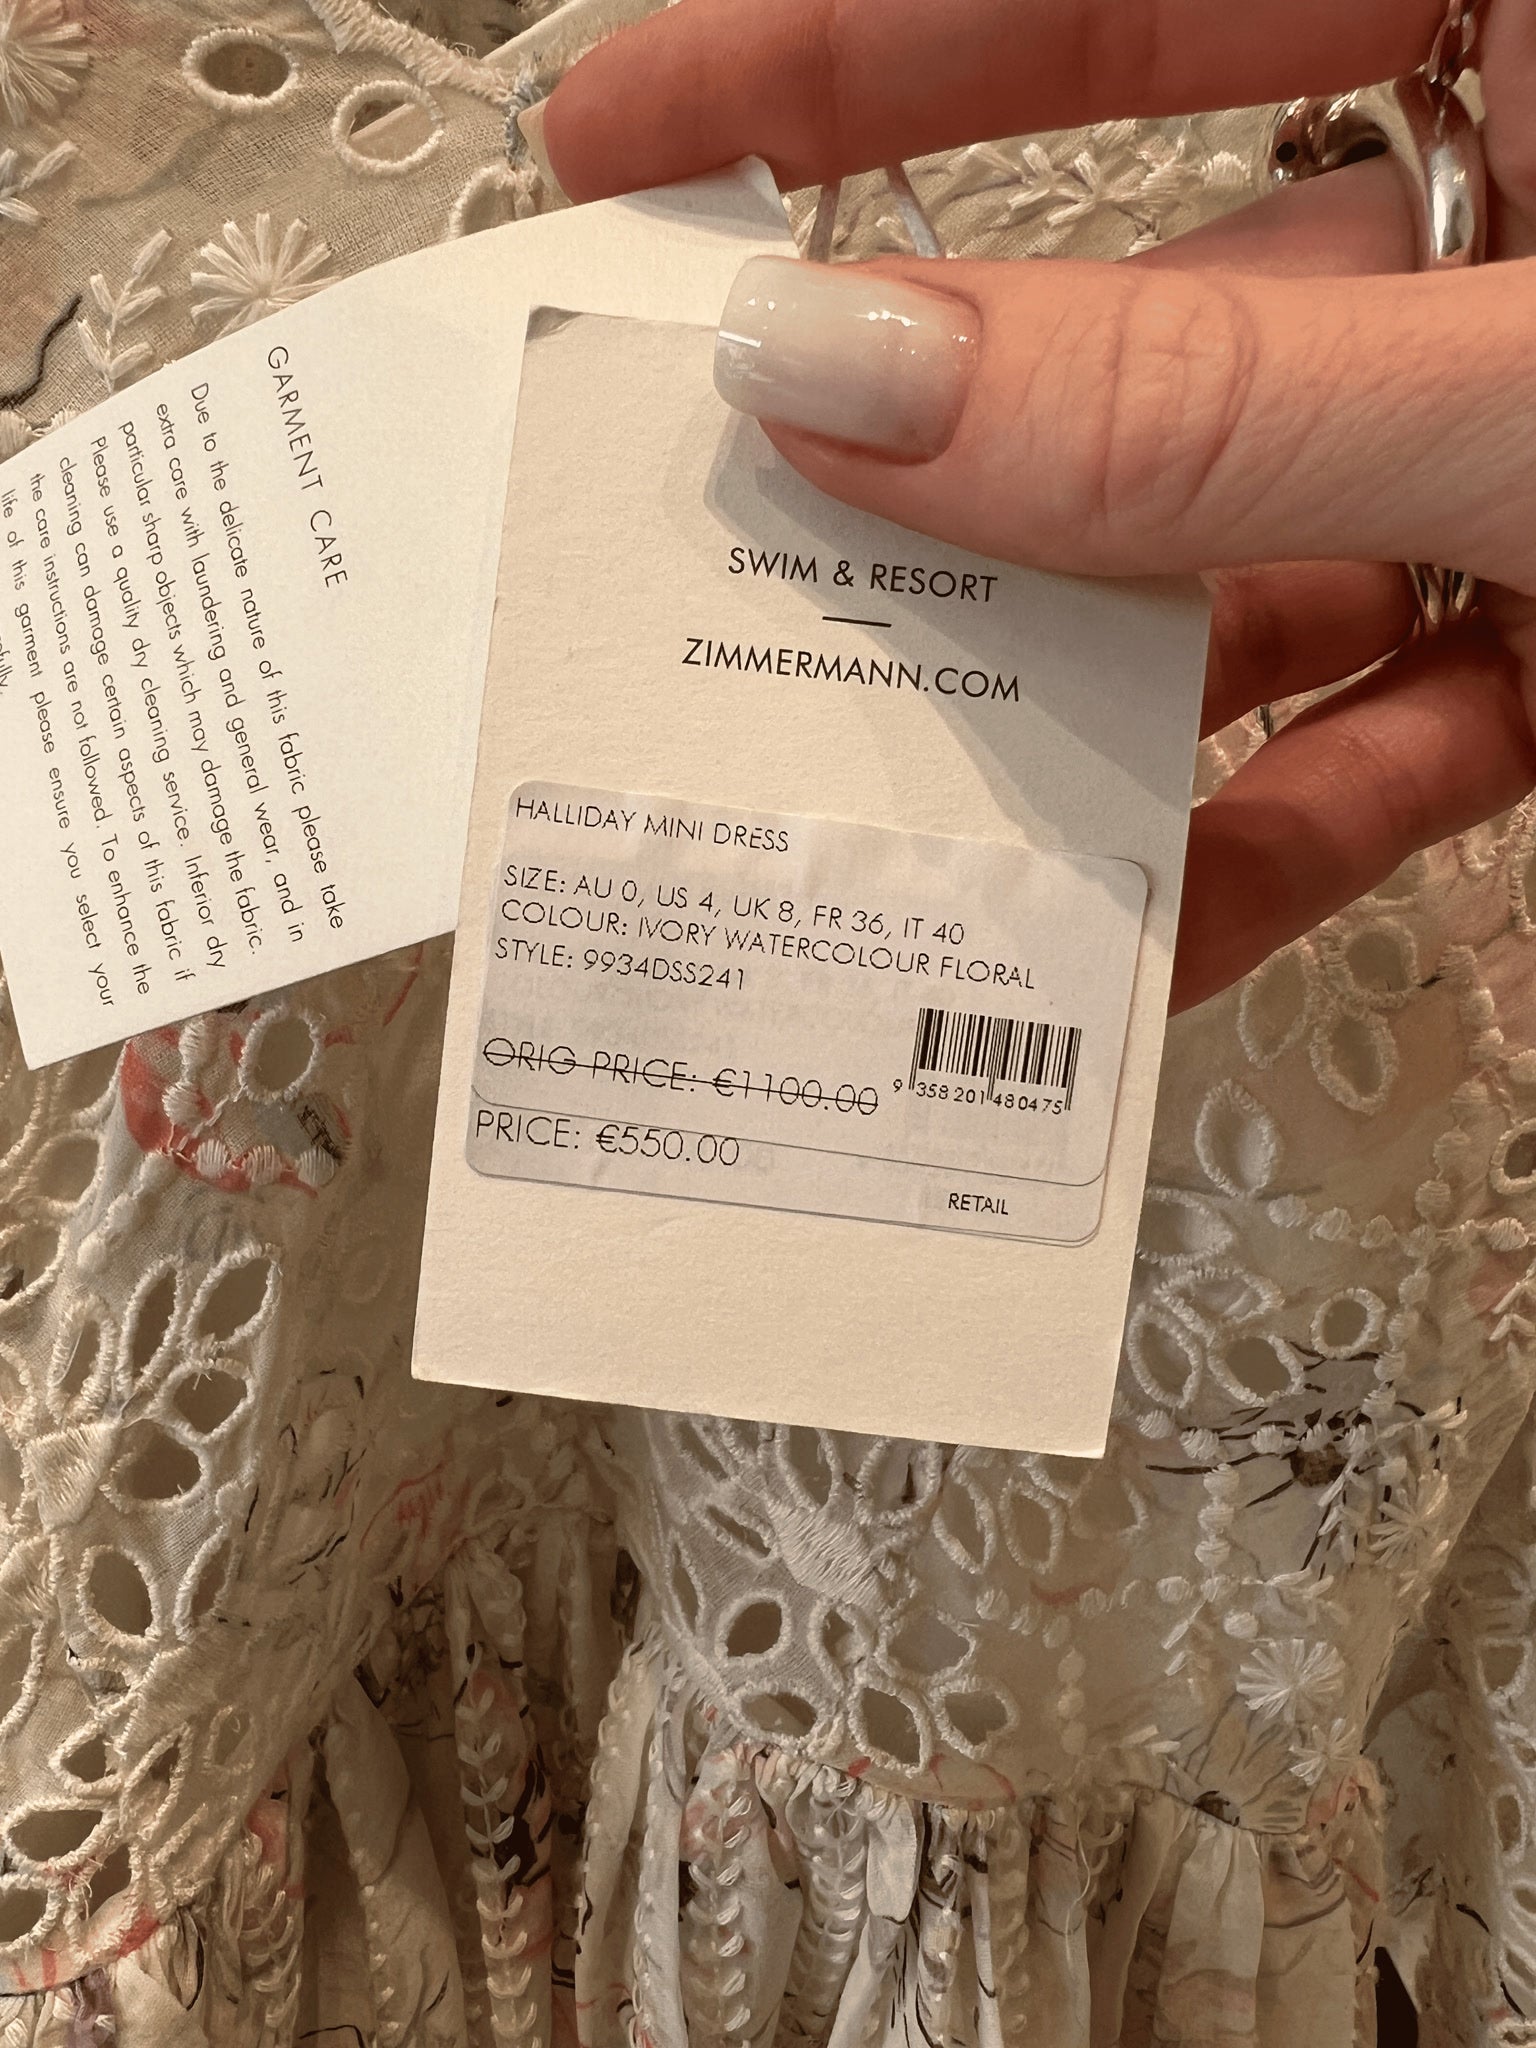 GARMENT CARE
Due to the delicate nature of this fabric please take
extra care with laundering and general wear, and in
particular sharp objects which may damage the fabric.
Please use a quality dry cleaning service. Inferior dry
cleaning can damage certain aspects of this fabric if
the care instructions are not followed. To enhance the
life of this garment please ensure you select your
SWIM & RESORT
ZIMMERMANN.COM
HALLIDAY MINI DRESS
SIZE: AU 0, US 4, UK 8, FR 36, IT 40
COLOUR: IVORY WATERCOLOUR FLORAL
STYLE: 9934DSS241
ORIG PRICE: €1100.00
9 358201 480475
PRICE: €550.00
RETAIL